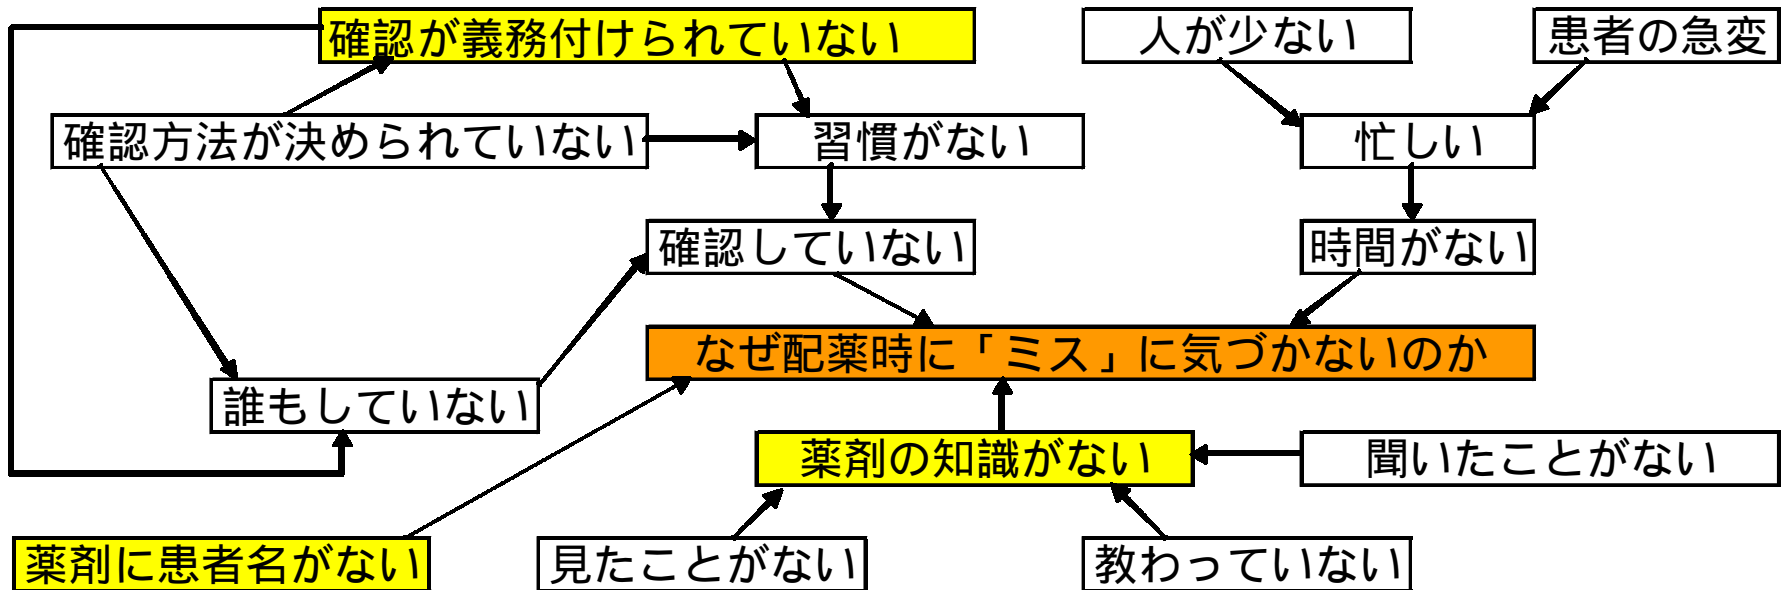 確認が義務付けられていない
人が少ない
患者の急変
確認方法が決められていない
習慣がない
忙しい
確認していない
時間がない
なぜ配薬時に「ミス」に気づかないのか
誰もしていない
薬剤の知識がない
聞いたことがない
薬剤に患者名がない
見たことがない
教わっていない